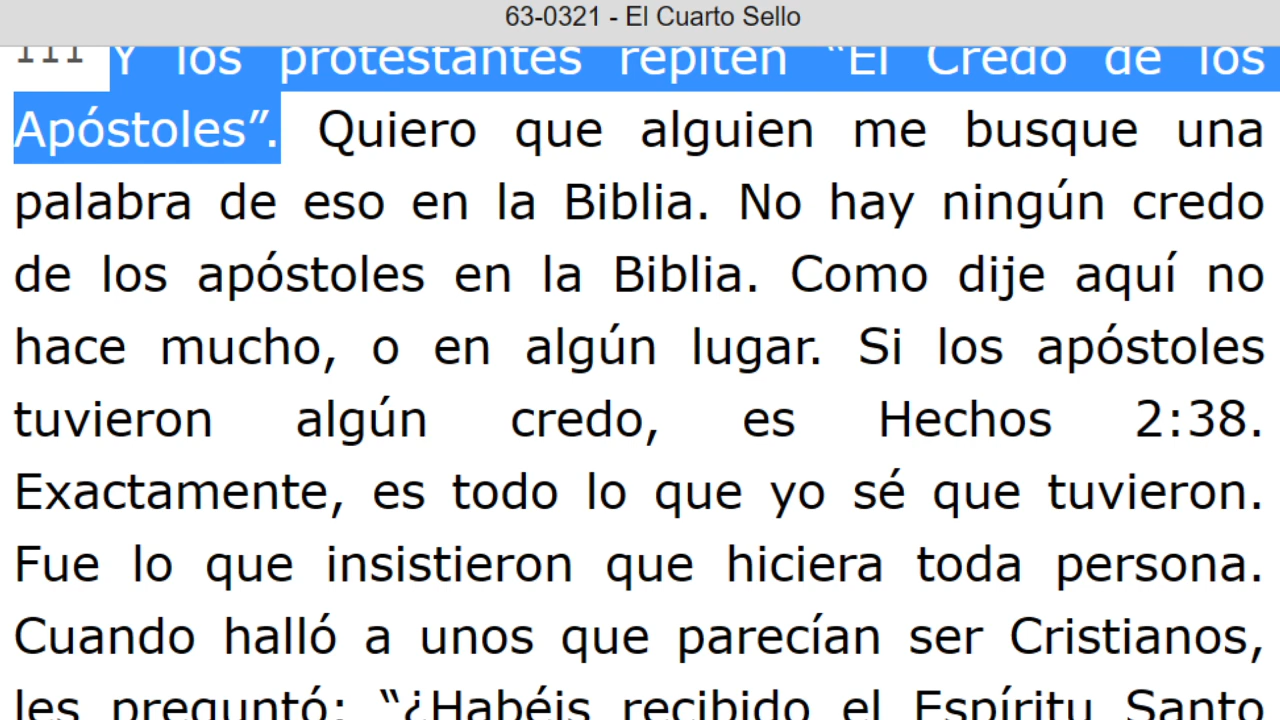 63-0321 - El Cuarto Sello
111 Y los protestantes repiten “El Credo de los
Apóstoles”. Quiero que alguien me busque una
palabra de eso en la Biblia. No hay ningún credo
de los apóstoles en la Biblia. Como dije aquí no
hace mucho, o en algún lugar. Si los apóstoles
tuvieron algún credo, es Hechos 2:38.
Exactamente, es todo lo que yo sé que tuvieron.
Fue lo que insistieron que hiciera toda persona.
Cuando halló a unos que parecían ser Cristianos,
les preguntó: “¿Habéis recibido el Espíritu Santo